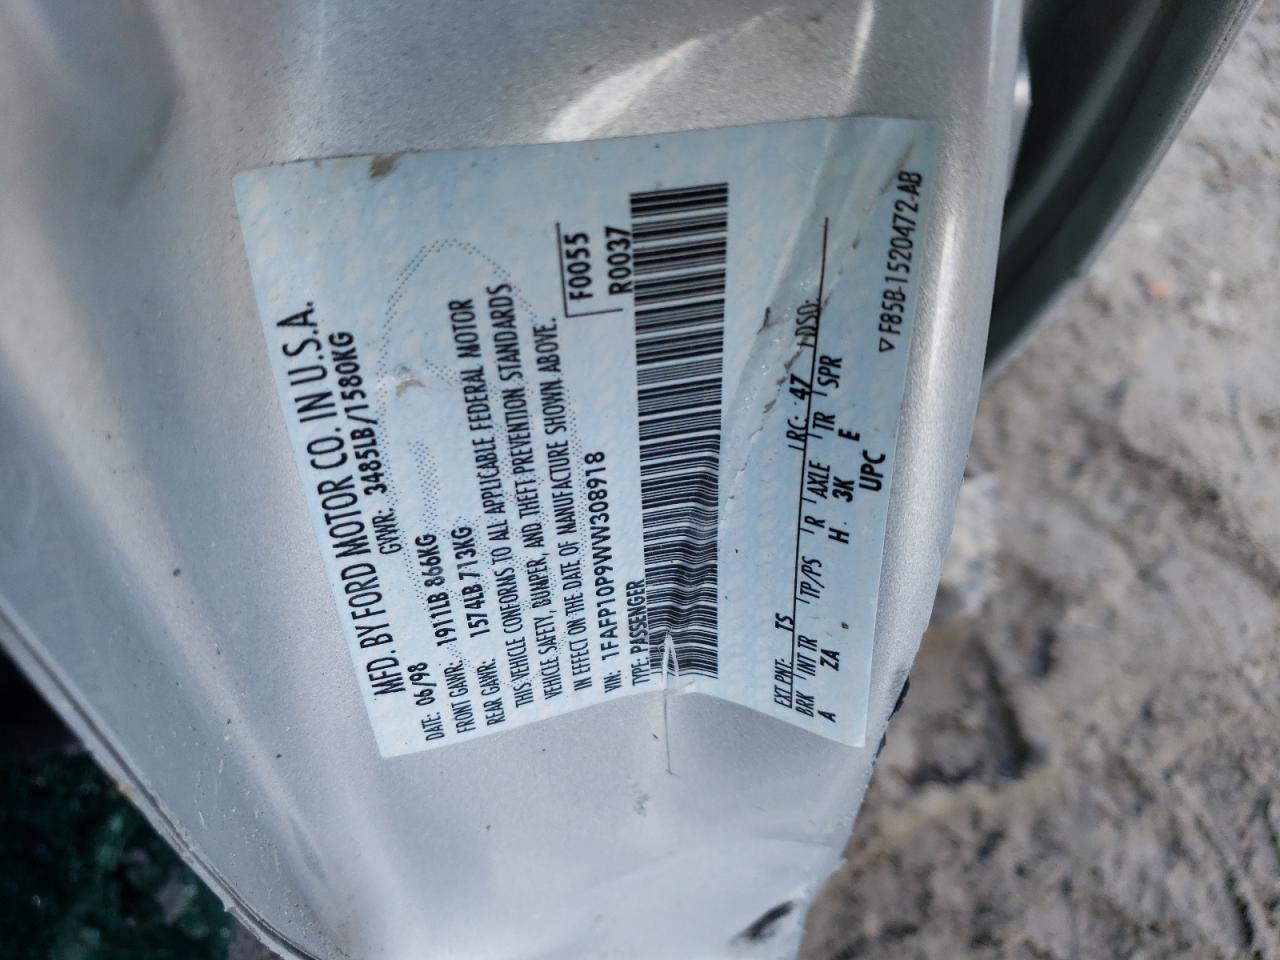 MFD. BY FORD MOTOR CO. IN U.S.A.
DATE: 06/98 GVWR: 3485LB/1580KG
FRONT GAWR: 1911LB 866KG
REAR GAWR: 1574LB 713KG
THIS VEHICLE CONFORMS TO ALL APPLICABLE FEDERAL MOTOR
VEHICLE SAFETY, BUMPER, AND THEFT PREVENTION STANDARDS
IN EFFECT ON THE DATE OF MANUFACTURE SHOWN ABOVE.
VIN: 1FAFP10P9WW308918 F0055
TYPE: PASSENGER R0037
EXT PNT: TS RC: 47 DSO:
BRK INT TR TP/PS R AXLE TR SPR
A ZA H 3K E
UPC
▽F85B-1520472-AB